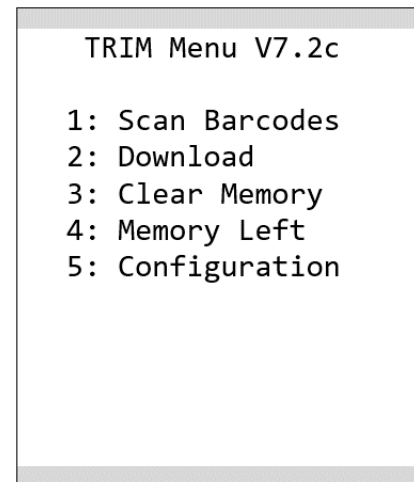 TRIM Menu V7.2c
1: Scan Barcodes
2: Download
3: Clear Memory
4: Memory Left
5: Configuration